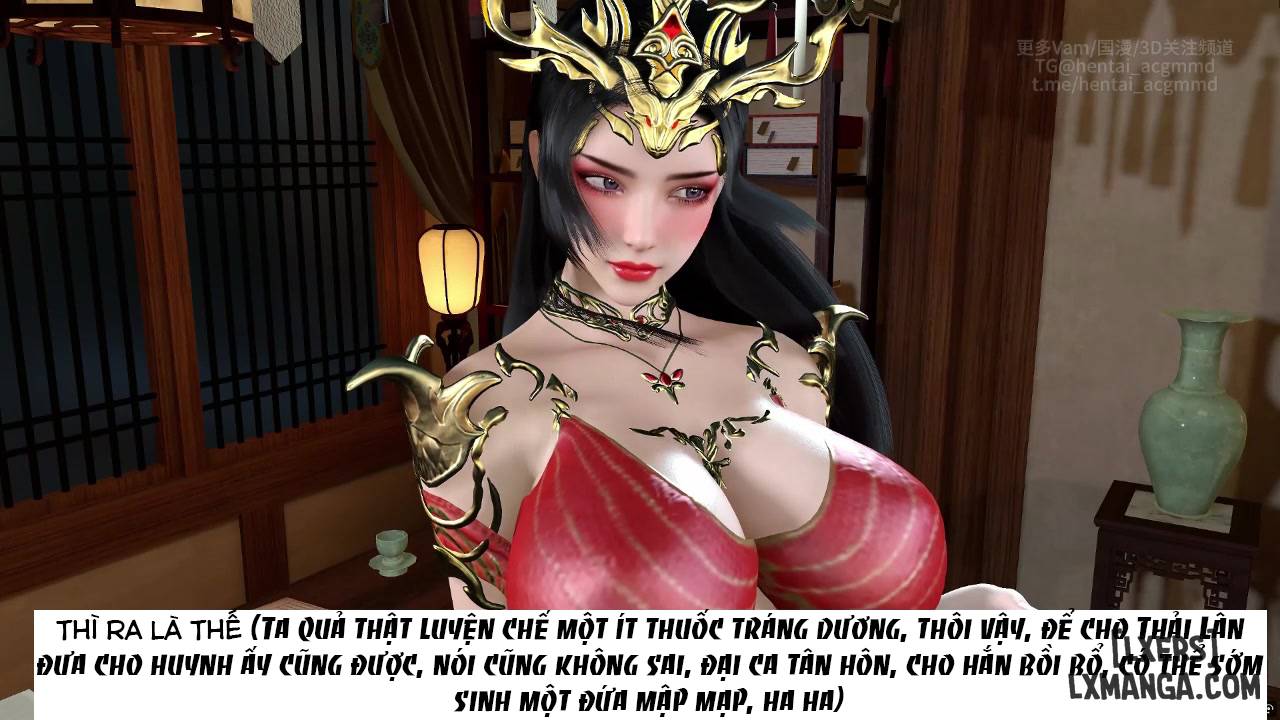 更多Vam/国漫/3D关注频道
TG@hentai_acgmmd
t.me/hentai_acgmmd
THÌ RA LÀ THẾ (TA QUẢ THẬT LUYỆN CHẾ MỘT ÍT THUỐC TRÁNG DƯƠNG, THÔI VẬY, ĐỂ CHO THẢI LÂN
ĐƯA CHO HUYNH ẤY CŨNG ĐƯỢC, NÓI CŨNG KHÔNG SAI, ĐẠI CA TÂN HÔN, CHO HẮN BỒI BỔ, CÓ THỂ SỚM
SINH MỘT ĐỨA MẬP MẠP, HA HA)
[LXERS]
LXMANGA.COM